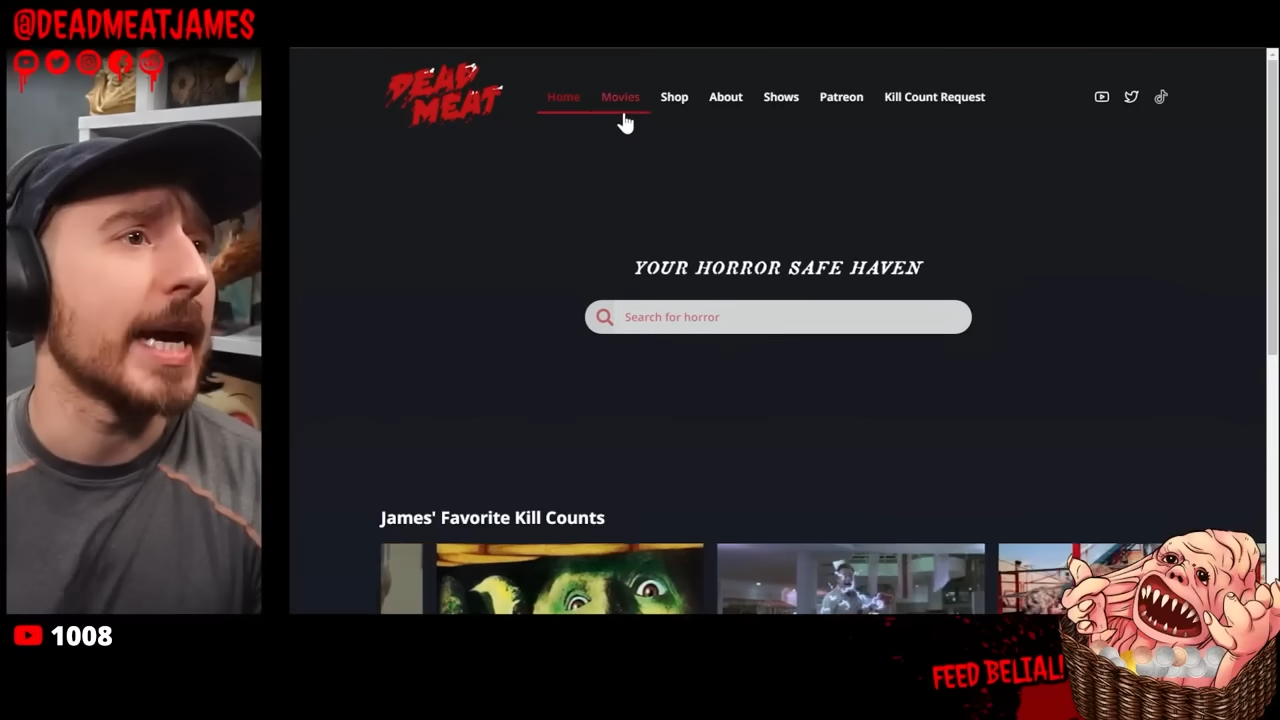 @DEADMEATJAMES
DEAD MEAT
Home Movies Shop About Shows Patreon Kill Count Request
YOUR HORROR SAFE HAVEN
Search for horror
James' Favorite Kill Counts
1008
FEED BELIAL!